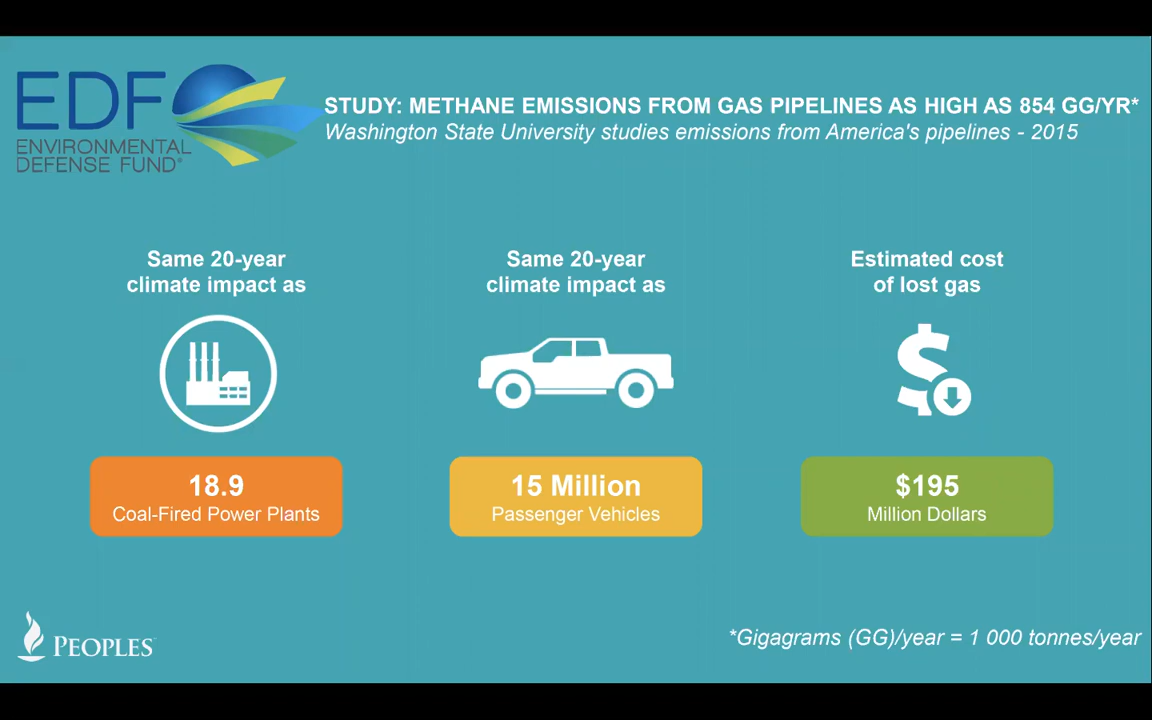 EDF
ENVIRONMENTAL
DEFENSE FUND®
STUDY: METHANE EMISSIONS FROM GAS PIPELINES AS HIGH AS 854 GG/YR*
Washington State University studies emissions from America's pipelines - 2015
Same 20-year
climate impact as
18.9
Coal-Fired Power Plants
Same 20-year
climate impact as
15 Million
Passenger Vehicles
Estimated cost
of lost gas
$195
Million Dollars
PEOPLES™
*Gigagrams (GG)/year = 1 000 tonnes/year